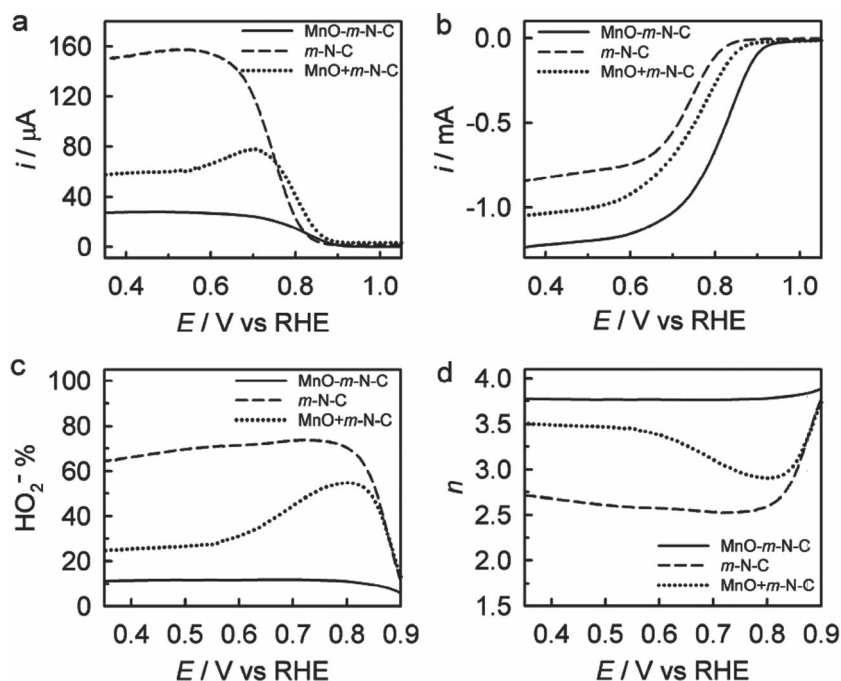 a
i / μA
160
120
80
40
0
0.4 0.6 0.8 1.0
E / V vs RHE
MnO-m-N-C
m-N-C
MnO+m-N-C
b
i / mA
0.0
-0.5
-1.0
0.4 0.6 0.8 1.0
E / V vs RHE
MnO-m-N-C
m-N-C
MnO+m-N-C
c
HO₂⁻ %
100
80
60
40
20
0
0.4 0.5 0.6 0.7 0.8 0.9
E / V vs RHE
MnO-m-N-C
m-N-C
MnO+m-N-C
d
n
4.0
3.5
3.0
2.5
2.0
1.5
0.4 0.5 0.6 0.7 0.8 0.9
E / V vs RHE
MnO-m-N-C
m-N-C
MnO+m-N-C